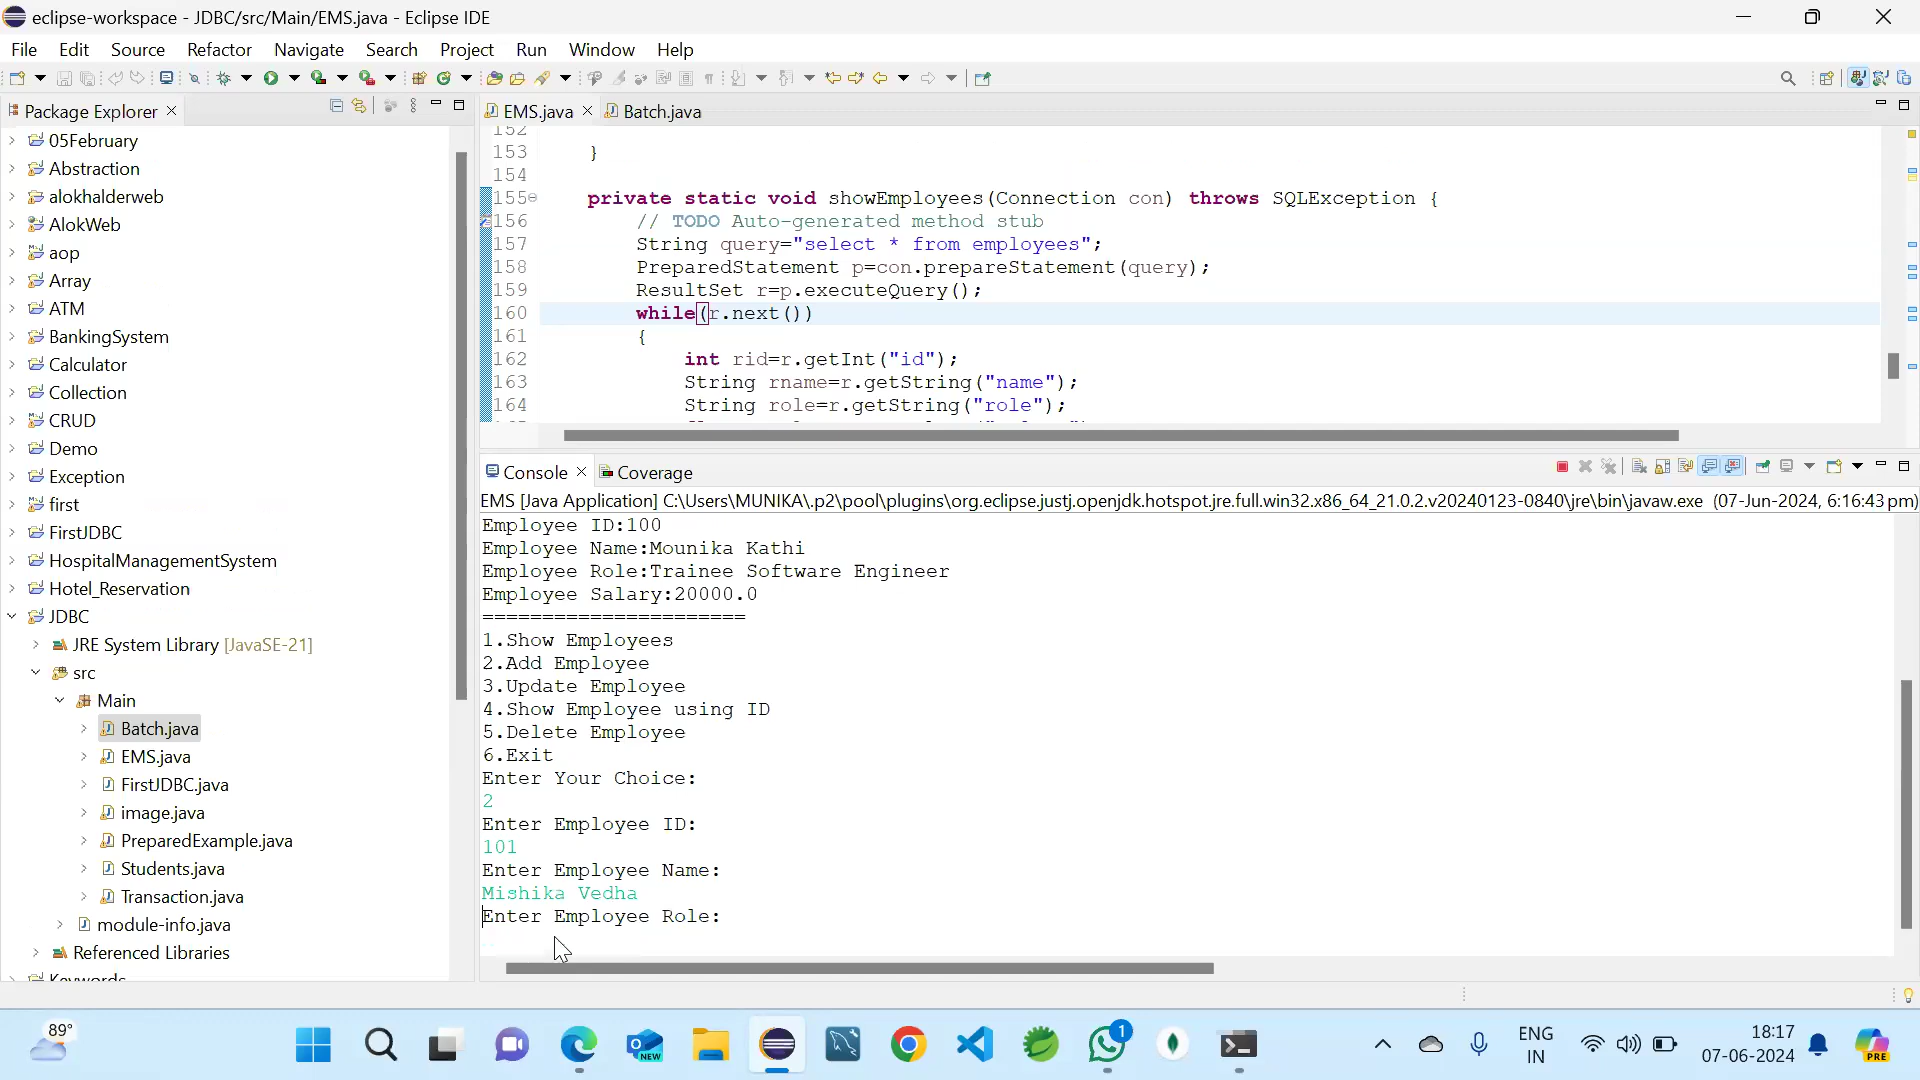 eclipse-workspace - JDBC/src/Main/EMS.java - Eclipse IDE
File Edit Source Refactor Navigate Search Project Run Window Help
Package Explorer
05February
Abstraction
alokhalderweb
AlokWeb
aop
Array
ATM
BankingSystem
Calculator
Collection
CRUD
Demo
Exception
first
FirstJDBC
HospitalManagementSystem
Hotel_Reservation
JDBC
JRE System Library [JavaSE-21]
src
Main
Batch.java
EMS.java
FirstJDBC.java
image.java
PreparedExample.java
Students.java
Transaction.java
module-info.java
Referenced Libraries
Keywords
EMS.java Batch.java
152
153 }
154
155 private static void showEmployees(Connection con) throws SQLException {
156 // TODO Auto-generated method stub
157 String query="select * from employees";
158 PreparedStatement p=con.prepareStatement(query);
159 ResultSet r=p.executeQuery();
160 while(r.next())
161 {
162 int rid=r.getInt("id");
163 String rname=r.getString("name");
164 String role=r.getString("role");
Console Coverage
EMS [Java Application] C:\Users\MUNIKA\.p2\pool\plugins\org.eclipse.justj.openjdk.hotspot.jre.full.win32.x86_64_21.0.2.v20240123-0840\jre\bin\javaw.exe (07-Jun-2024, 6:16:43 pm)
Employee ID:100
Employee Name:Mounika Kathi
Employee Role:Trainee Software Engineer
Employee Salary:20000.0
======================
1.Show Employees
2.Add Employee
3.Update Employee
4.Show Employee using ID
5.Delete Employee
6.Exit
Enter Your Choice:
2
Enter Employee ID:
101
Enter Employee Name:
Mishika Vedha
Enter Employee Role:
89°
NEW
1
ENG
IN
18:17
07-06-2024
PRE